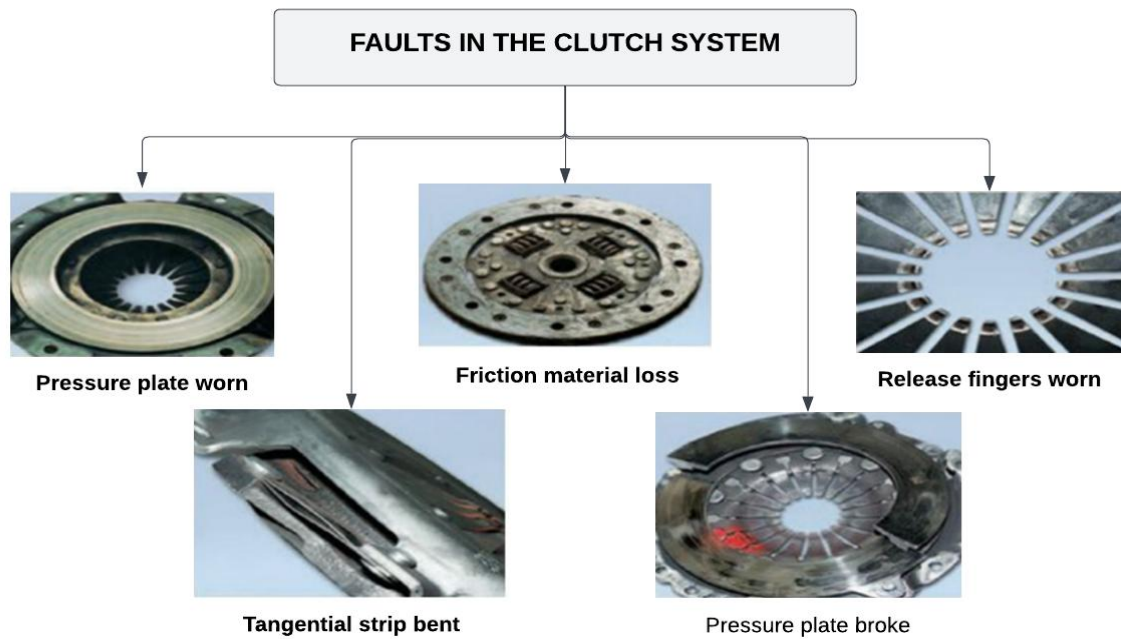 FAULTS IN THE CLUTCH SYSTEM
Pressure plate worn
Friction material loss
Release fingers worn
Tangential strip bent
Pressure plate broke